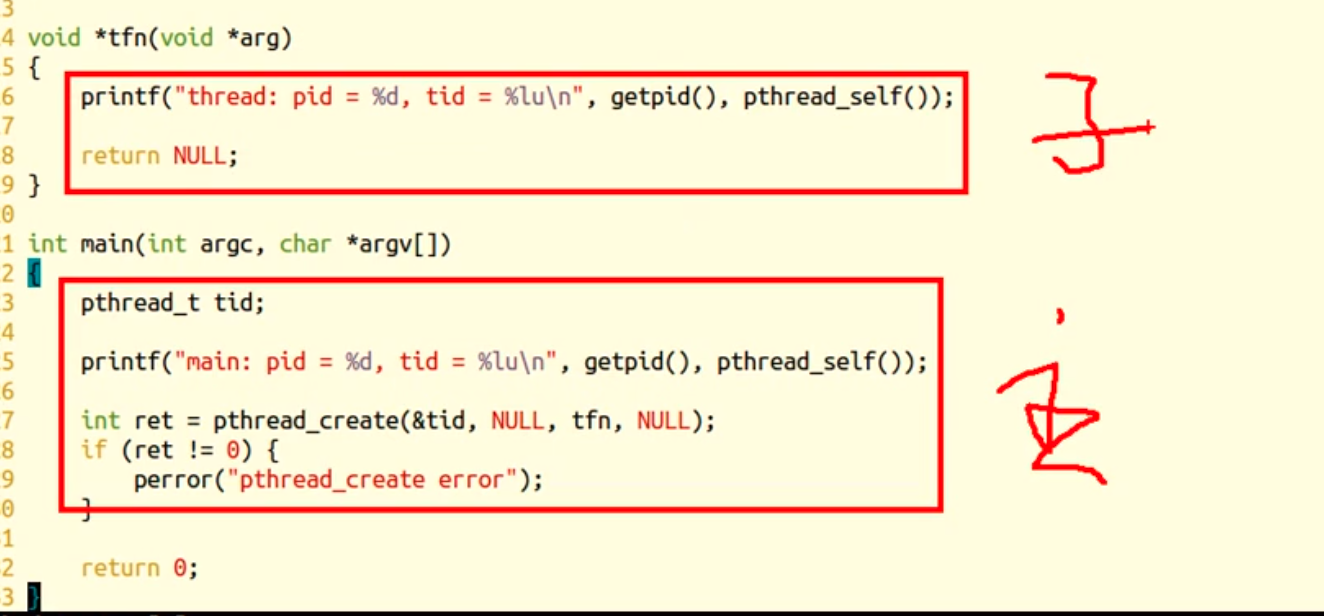 3
4 void *tfn(void *arg)
5 {
6     printf("thread: pid = %d, tid = %lu\n", getpid(), pthread_self());
7
8     return NULL;
9 }
0
1 int main(int argc, char *argv[])
2 {
3     pthread_t tid;
4
5     printf("main: pid = %d, tid = %lu\n", getpid(), pthread_self());
6
7     int ret = pthread_create(&tid, NULL, tfn, NULL);
8     if (ret != 0) {
9         perror("pthread_create error");
0     }
1
2     return 0;
3 }
子